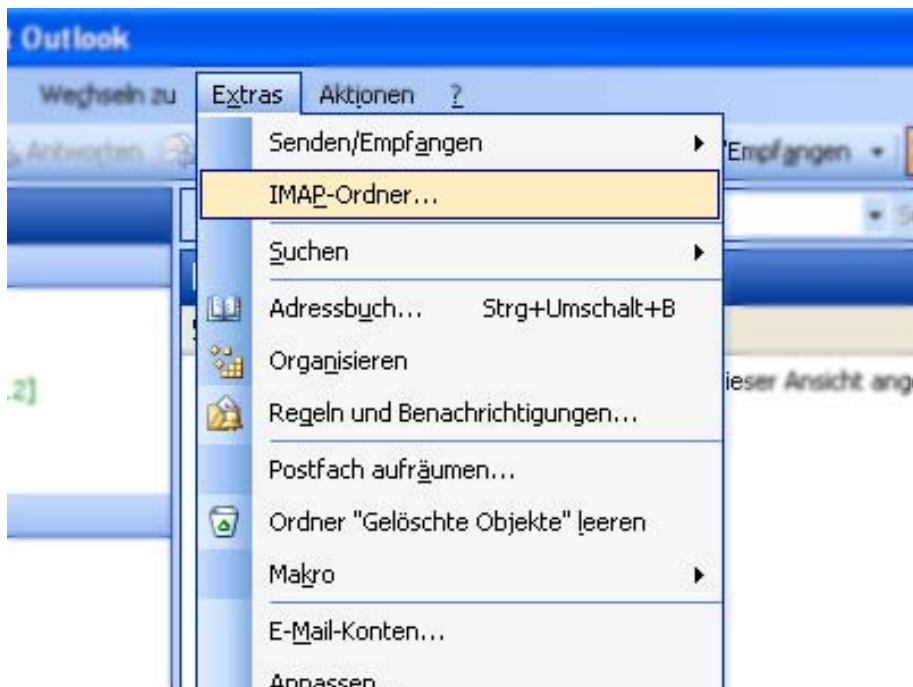 t Outlook
Wechseln zu Extras Aktionen ?
Antworten Empfangen
Senden/Empfangen
IMAP-Ordner...
Suchen
Adressbuch... Strg+Umschalt+B
Organisieren
.2] ieser Ansicht ang
Regeln und Benachrichtigungen...
Postfach aufräumen...
Ordner "Gelöschte Objekte" leeren
Makro
E-Mail-Konten...
Anpassen...